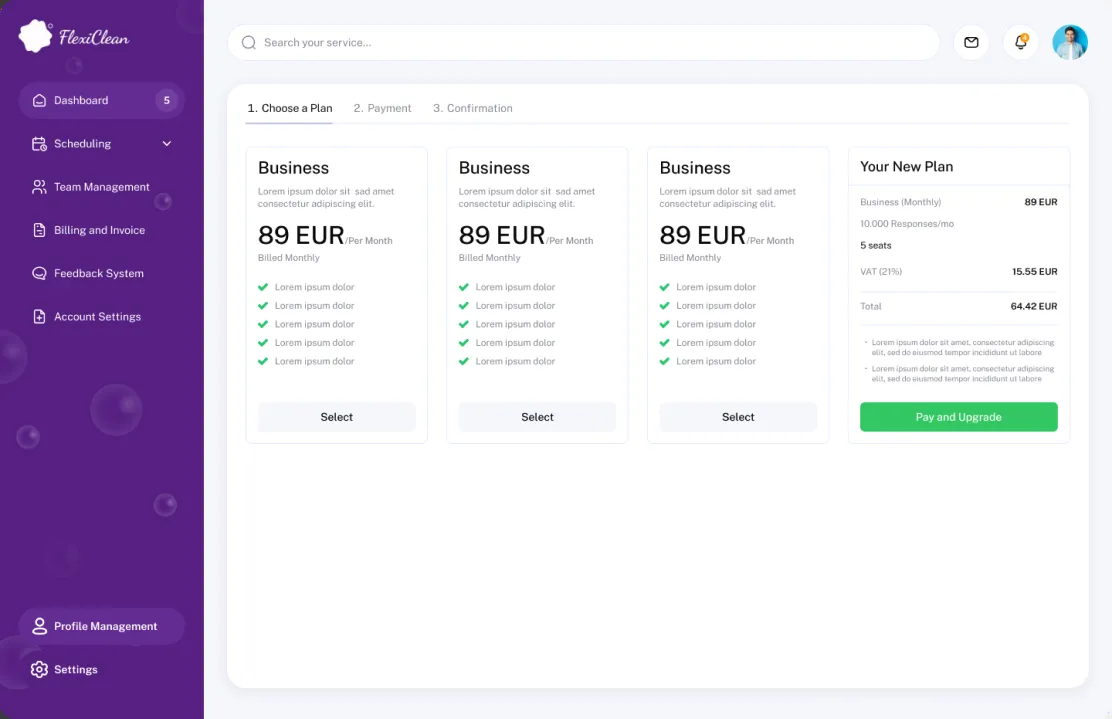 FlexiClean
Dashboard
5
Scheduling
Team Management
Billing and Invoice
Feedback System
Account Settings
Profile Management
Settings
Search your service...
4
1. Choose a Plan
2. Payment
3. Confirmation
Business
Lorem ipsum dolor sit sad amet
consectetur adipiscing elit.
89 EUR/Per Month
Billed Monthly
Lorem ipsum dolor
Lorem ipsum dolor
Lorem ipsum dolor
Lorem ipsum dolor
Lorem ipsum dolor
Select
Business
Lorem ipsum dolor sit sad amet
consectetur adipiscing elit.
89 EUR/Per Month
Billed Monthly
Lorem ipsum dolor
Lorem ipsum dolor
Lorem ipsum dolor
Lorem ipsum dolor
Lorem ipsum dolor
Select
Business
Lorem ipsum dolor sit sad amet
consectetur adipiscing elit.
89 EUR/Per Month
Billed Monthly
Lorem ipsum dolor
Lorem ipsum dolor
Lorem ipsum dolor
Lorem ipsum dolor
Lorem ipsum dolor
Select
Your New Plan
Business (Monthly) 89 EUR
10.000 Responses/mo
5 seats
VAT (21%) 15.55 EUR
Total 64.42 EUR
- Lorem ipsum dolor sit amet, consectetur adipiscing
elit, sed do eiusmod tempor incididunt ut labore
- Lorem ipsum dolor sit amet, consectetur adipiscing
elit, sed do eiusmod tempor incididunt ut labore
Pay and Upgrade